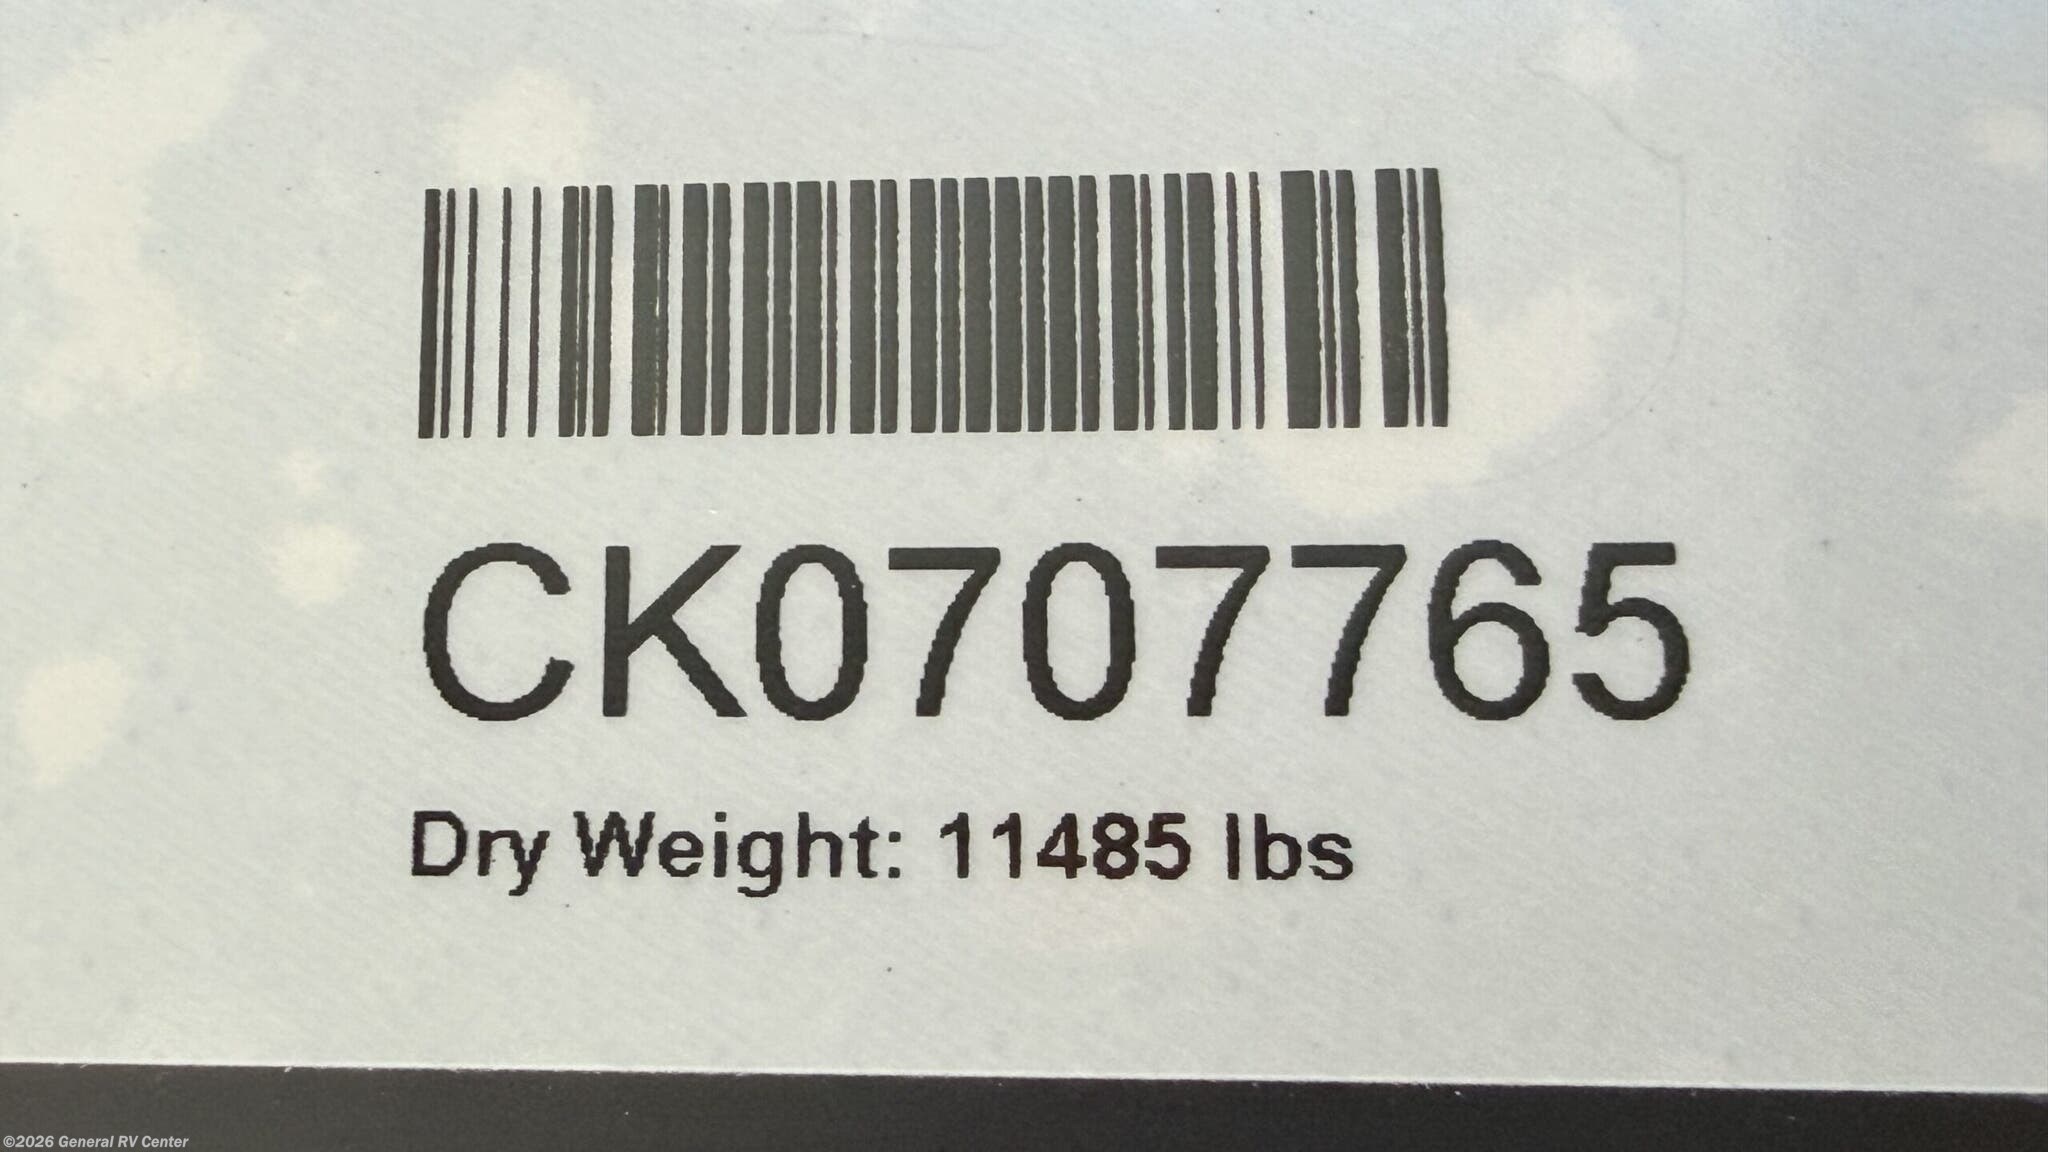 CK0707765
Dry Weight: 11485 lbs
©2026 General RV Center